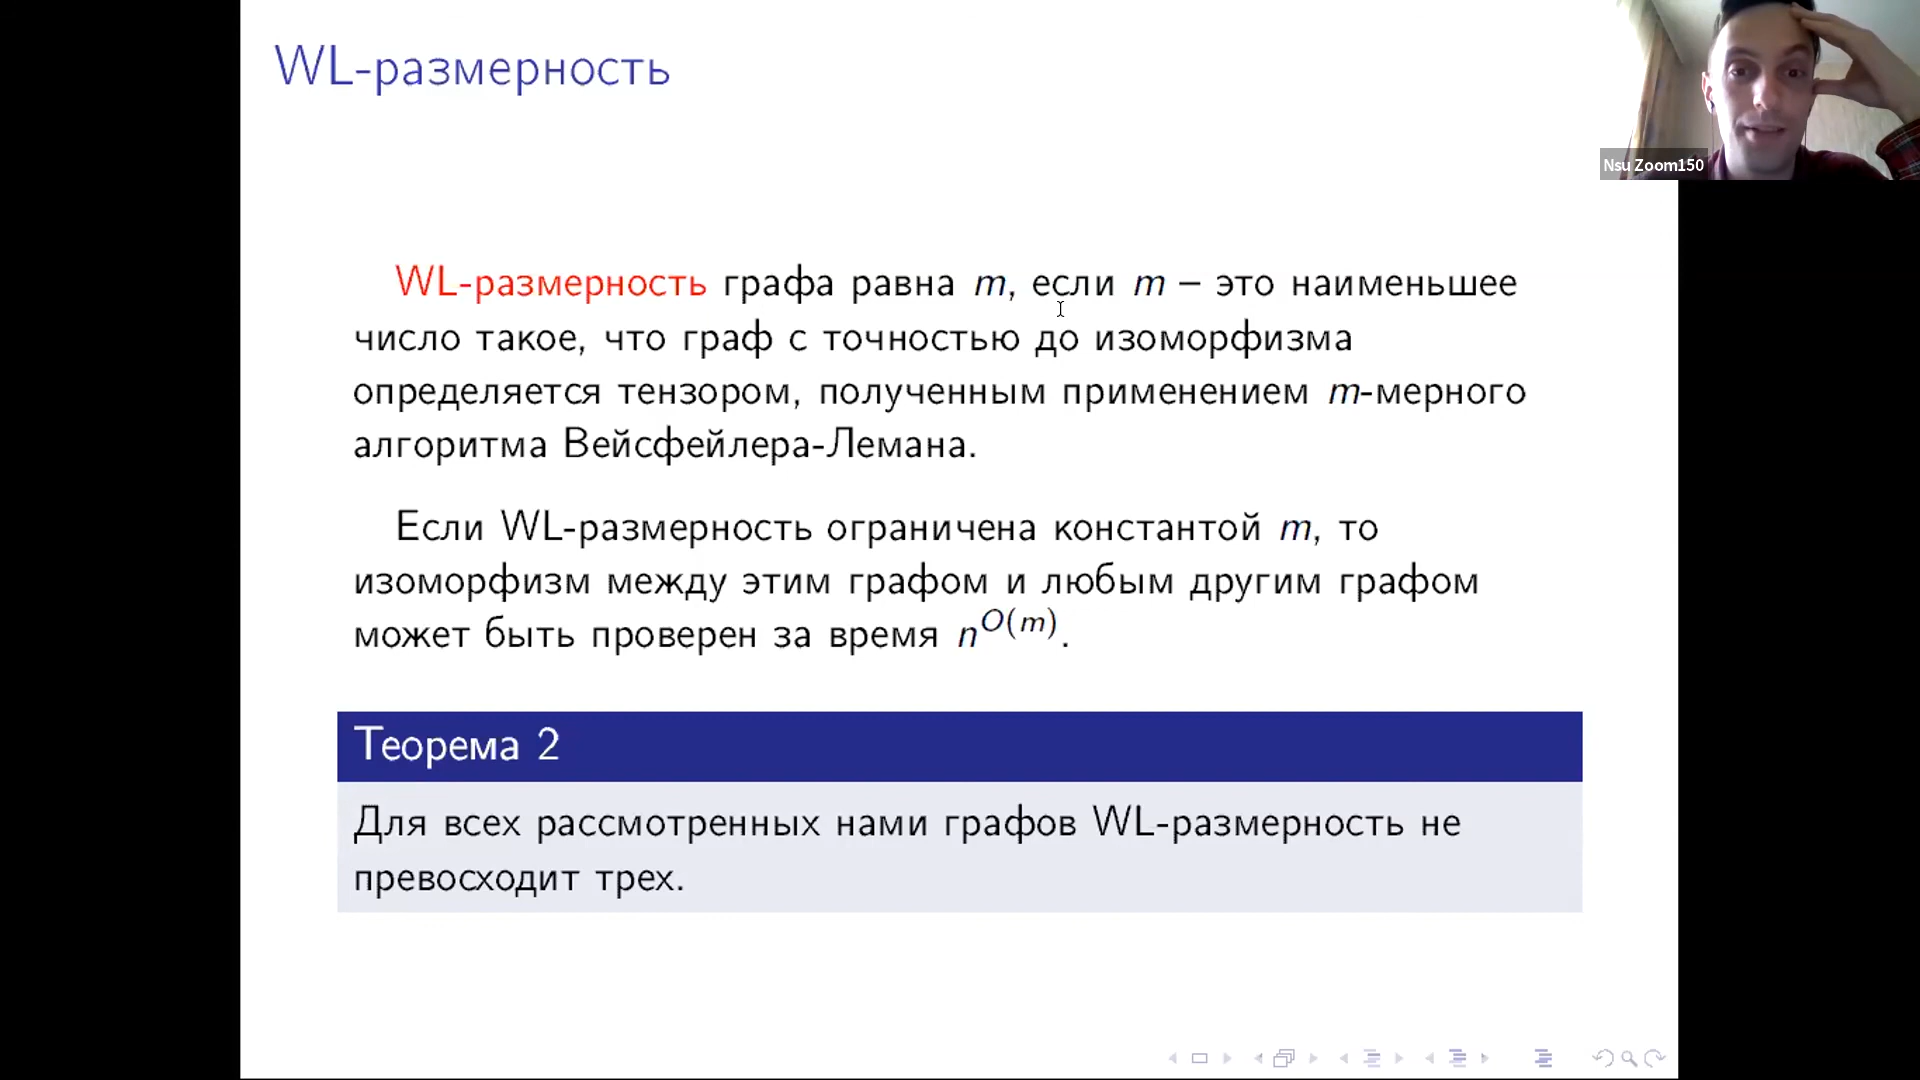 WL-размерность
Nsu Zoom150
WL-размерность графа равна m, если m – это наименьшее
число такое, что граф с точностью до изоморфизма
определяется тензором, полученным применением m-мерного
алгоритма Вейсфейлера-Лемана.
Если WL-размерность ограничена константой m, то
изоморфизм между этим графом и любым другим графом
может быть проверен за время n^{O(m)}.
Теорема 2
Для всех рассмотренных нами графов WL-размерность не
превосходит трех.